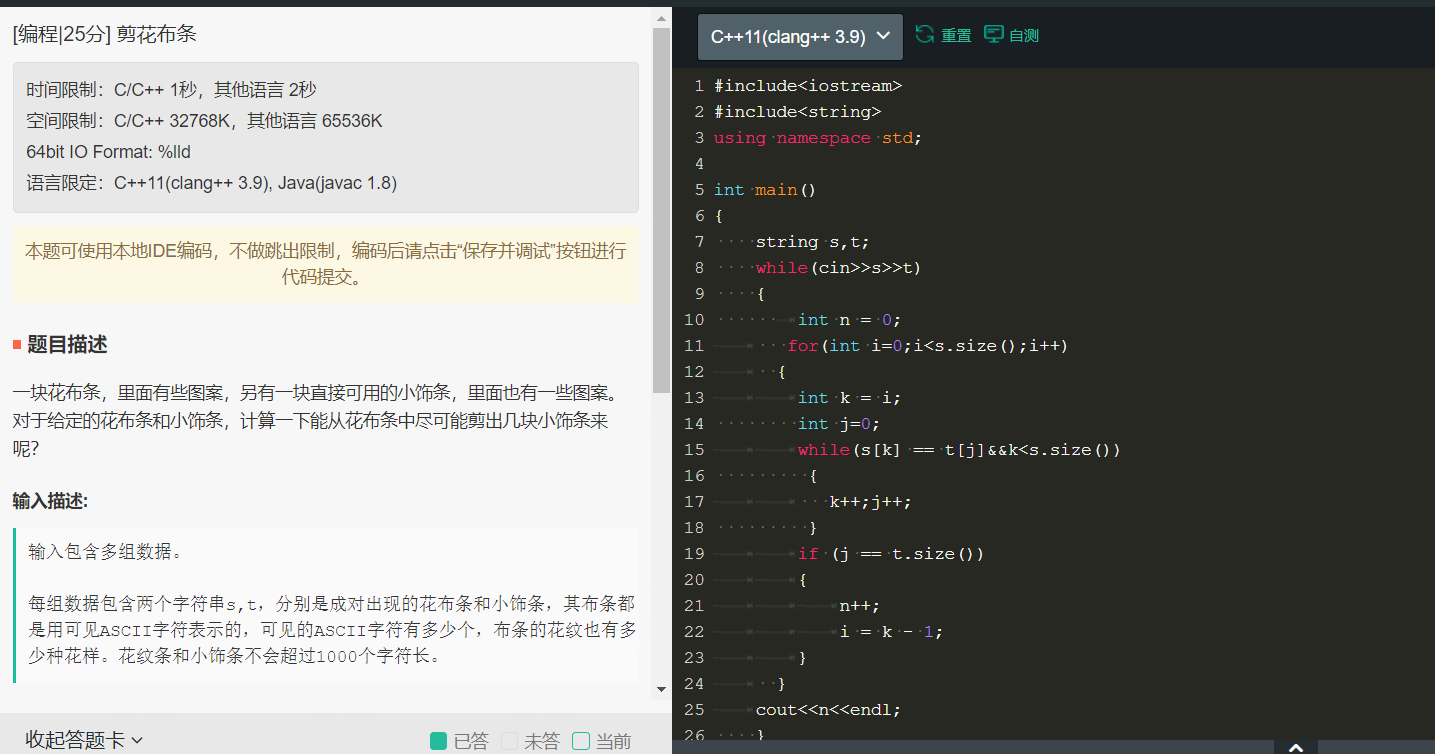 [编程|25分] 剪花布条
时间限制：C/C++ 1秒，其他语言 2秒
空间限制：C/C++ 32768K，其他语言 65536K
64bit IO Format: %lld
语言限定：C++11(clang++ 3.9), Java(javac 1.8)
本题可使用本地IDE编码，不做跳出限制，编码后请点击“保存并调试”按钮进行
代码提交。
题目描述
一块花布条，里面有些图案，另有一块直接可用的小饰条，里面也有一些图案。
对于给定的花布条和小饰条，计算一下能从花布条中尽可能剪出几块小饰条来
呢？
输入描述:
输入包含多组数据。
每组数据包含两个字符串s,t，分别是成对出现的花布条和小饰条，其布条都
是用可见ASCII字符表示的，可见的ASCII字符有多少个，布条的花纹也有多
少种花样。花纹条和小饰条不会超过1000个字符长。
收起答题卡
已答 未答 当前
C++11(clang++ 3.9) 重置 自测
1 #include<iostream>
2 #include<string>
3 using namespace std;
4
5 int main()
6 {
7 string s,t;
8 while(cin>>s>>t)
9 {
10 int n = 0;
11 for(int i=0;i<s.size();i++)
12 {
13 int k = i;
14 int j=0;
15 while(s[k] == t[j]&&k<s.size())
16 {
17 k++;j++;
18 }
19 if (j == t.size())
20 {
21 n++;
22 i = k - 1;
23 }
24 }
25 cout<<n<<endl;
26 }